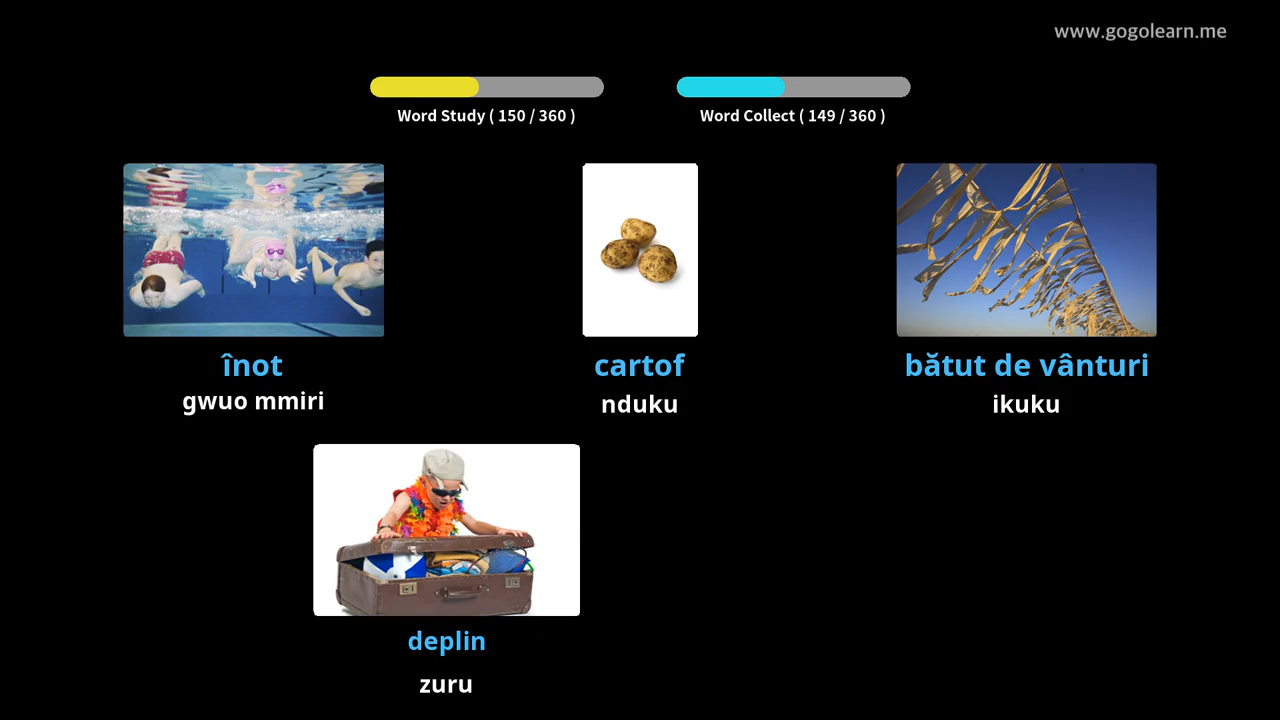 www.gogolearn.me
Word Study ( 150 / 360 )
Word Collect ( 149 / 360 )
înot
cartof
bătut de vânturi
gwuo mmiri
nduku
ikuku
deplin
zuru